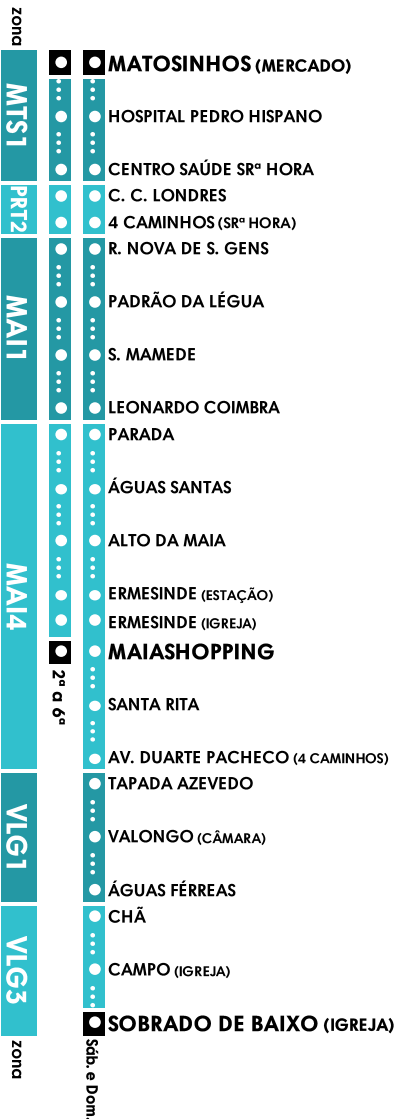 zona
MATOSINHOS (MERCADO)
MTS1
HOSPITAL PEDRO HISPANO
CENTRO SAÚDE SRª HORA
PRT2
C. C. LONDRES
4 CAMINHOS (SRª HORA)
MAI1
R. NOVA DE S. GENS
PADRÃO DA LÉGUA
S. MAMEDE
LEONARDO COIMBRA
MAI4
PARADA
ÁGUAS SANTAS
ALTO DA MAIA
ERMESINDE (ESTAÇÃO)
ERMESINDE (IGREJA)
MAIASHOPPING
2ª a 6ª
SANTA RITA
AV. DUARTE PACHECO (4 CAMINHOS)
VLG1
TAPADA AZEVEDO
VALONGO (CÂMARA)
ÁGUAS FÉRREAS
VLG3
CHÃ
CAMPO (IGREJA)
SOBRADO DE BAIXO (IGREJA)
zona
Sáb. e Dom.